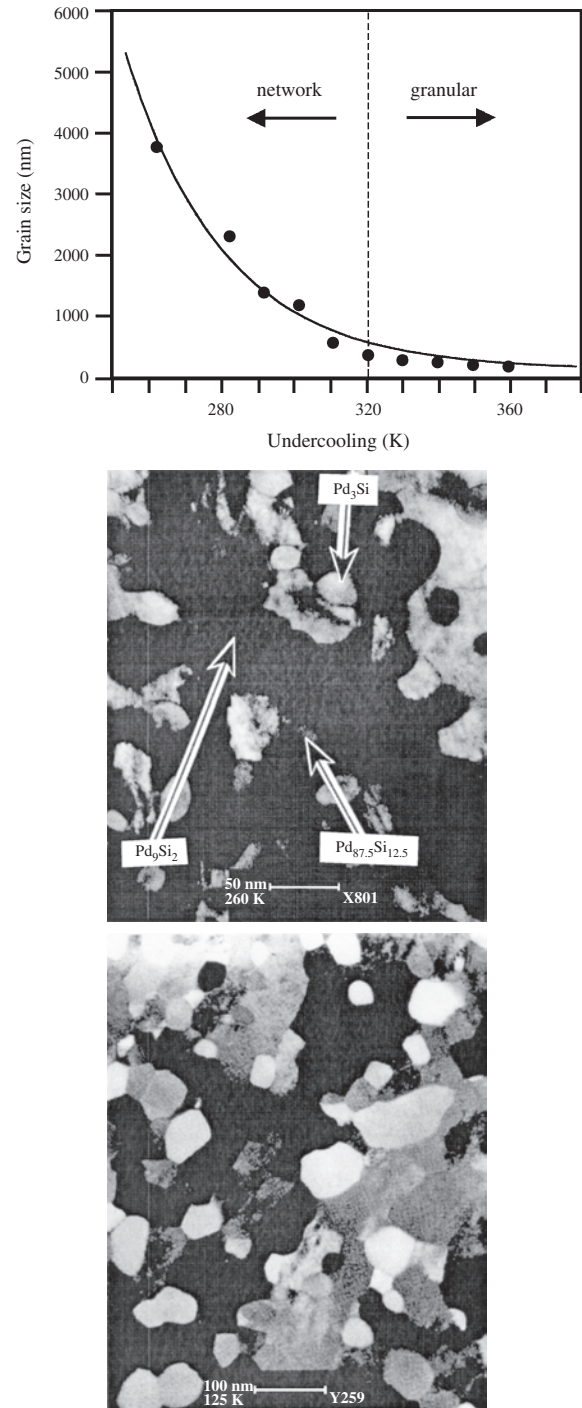 6000
5000
4000
3000
2000
1000
0
Grain size (nm)
network
granular
280
320
360
Undercooling (K)
Pd₃Si
Pd₉Si₂
Pd₈₇.₅Si₁₂.₅
50 nm
260 K
X801
100 nm
125 K
Y259